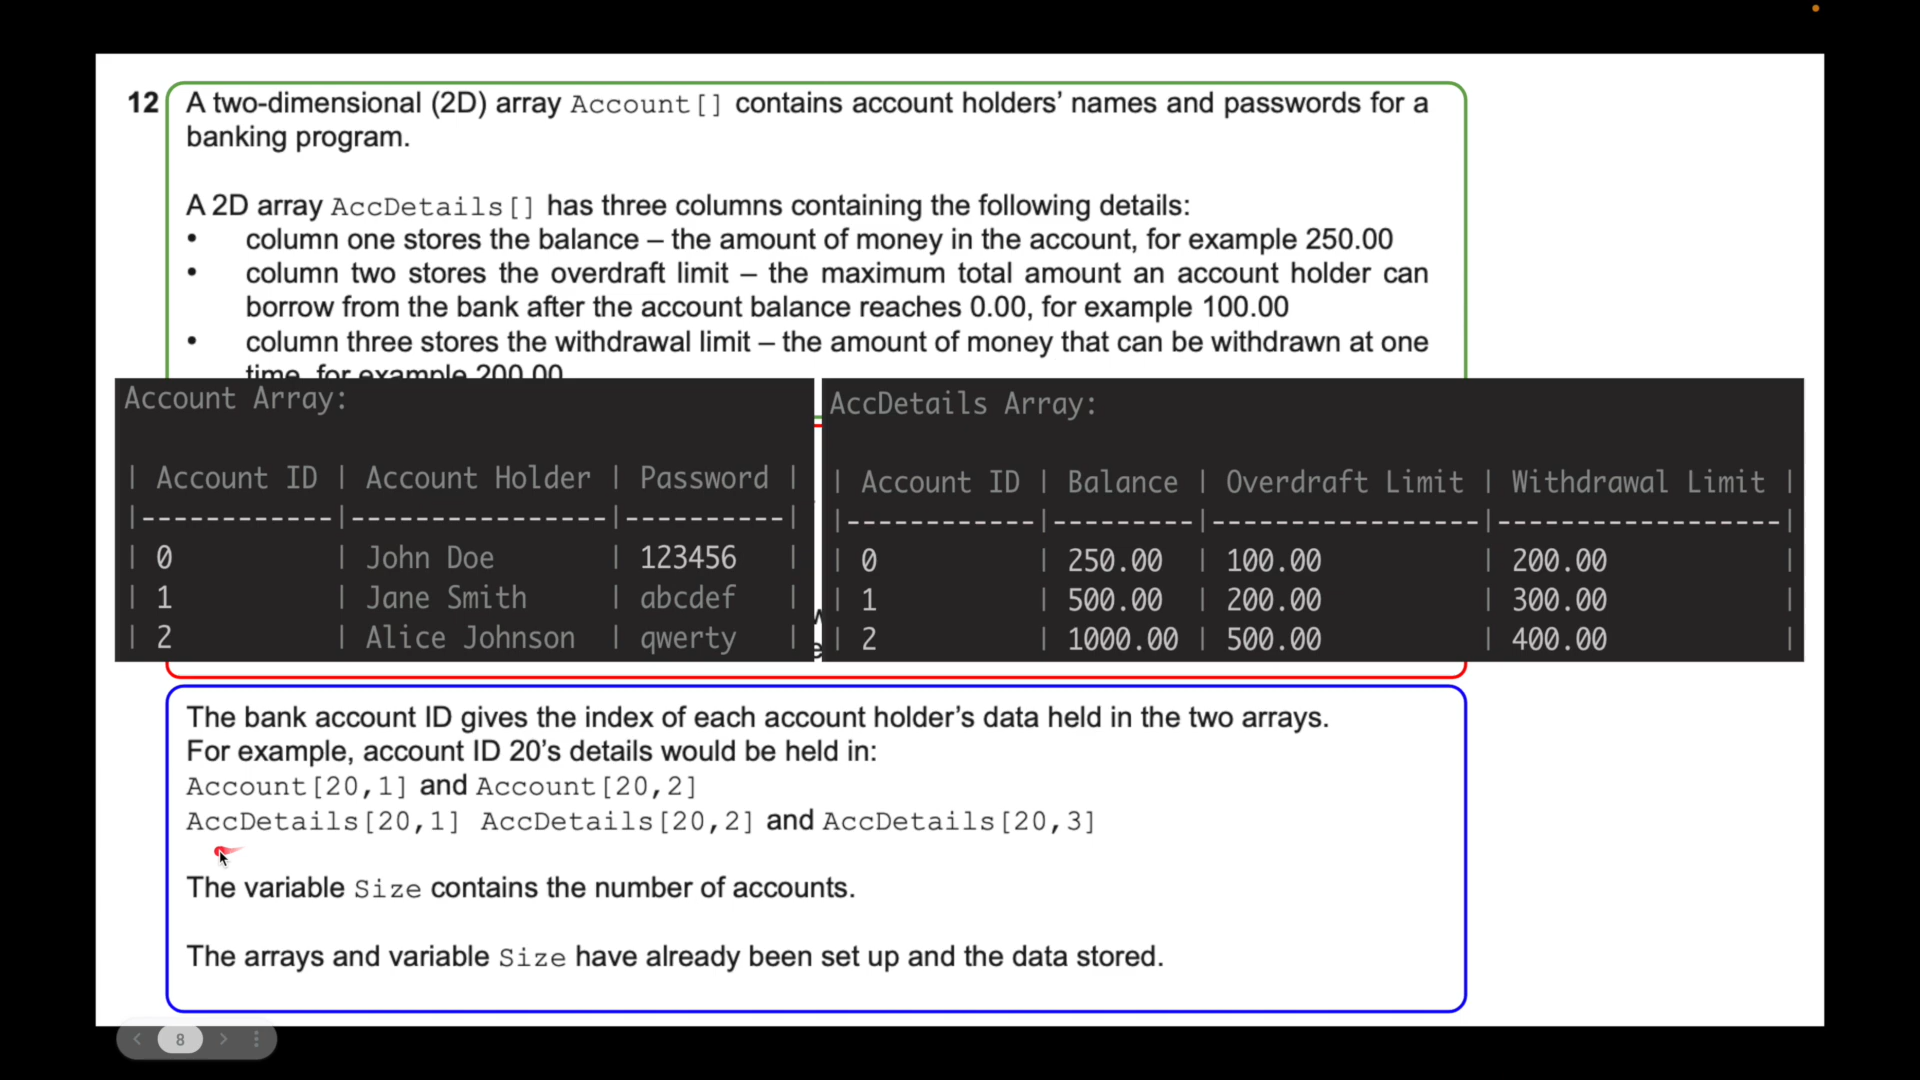 12 A two-dimensional (2D) array Account[] contains account holders' names and passwords for a
banking program.
A 2D array AccDetails[] has three columns containing the following details:
• column one stores the balance – the amount of money in the account, for example 250.00
• column two stores the overdraft limit – the maximum total amount an account holder can
borrow from the bank after the account balance reaches 0.00, for example 100.00
• column three stores the withdrawal limit – the amount of money that can be withdrawn at one
time, for example 200.00
Account Array:
| Account ID | Account Holder | Password |
|------------|----------------|----------|
| 0 | John Doe | 123456 |
| 1 | Jane Smith | abcdef |
| 2 | Alice Johnson | qwerty |
AccDetails Array:
| Account ID | Balance | Overdraft Limit | Withdrawal Limit |
|------------|---------|-----------------|------------------|
| 0 | 250.00 | 100.00 | 200.00 |
| 1 | 500.00 | 200.00 | 300.00 |
| 2 | 1000.00 | 500.00 | 400.00 |
The bank account ID gives the index of each account holder's data held in the two arrays.
For example, account ID 20's details would be held in:
Account[20,1] and Account[20,2]
AccDetails[20,1] AccDetails[20,2] and AccDetails[20,3]
The variable Size contains the number of accounts.
The arrays and variable Size have already been set up and the data stored.
8